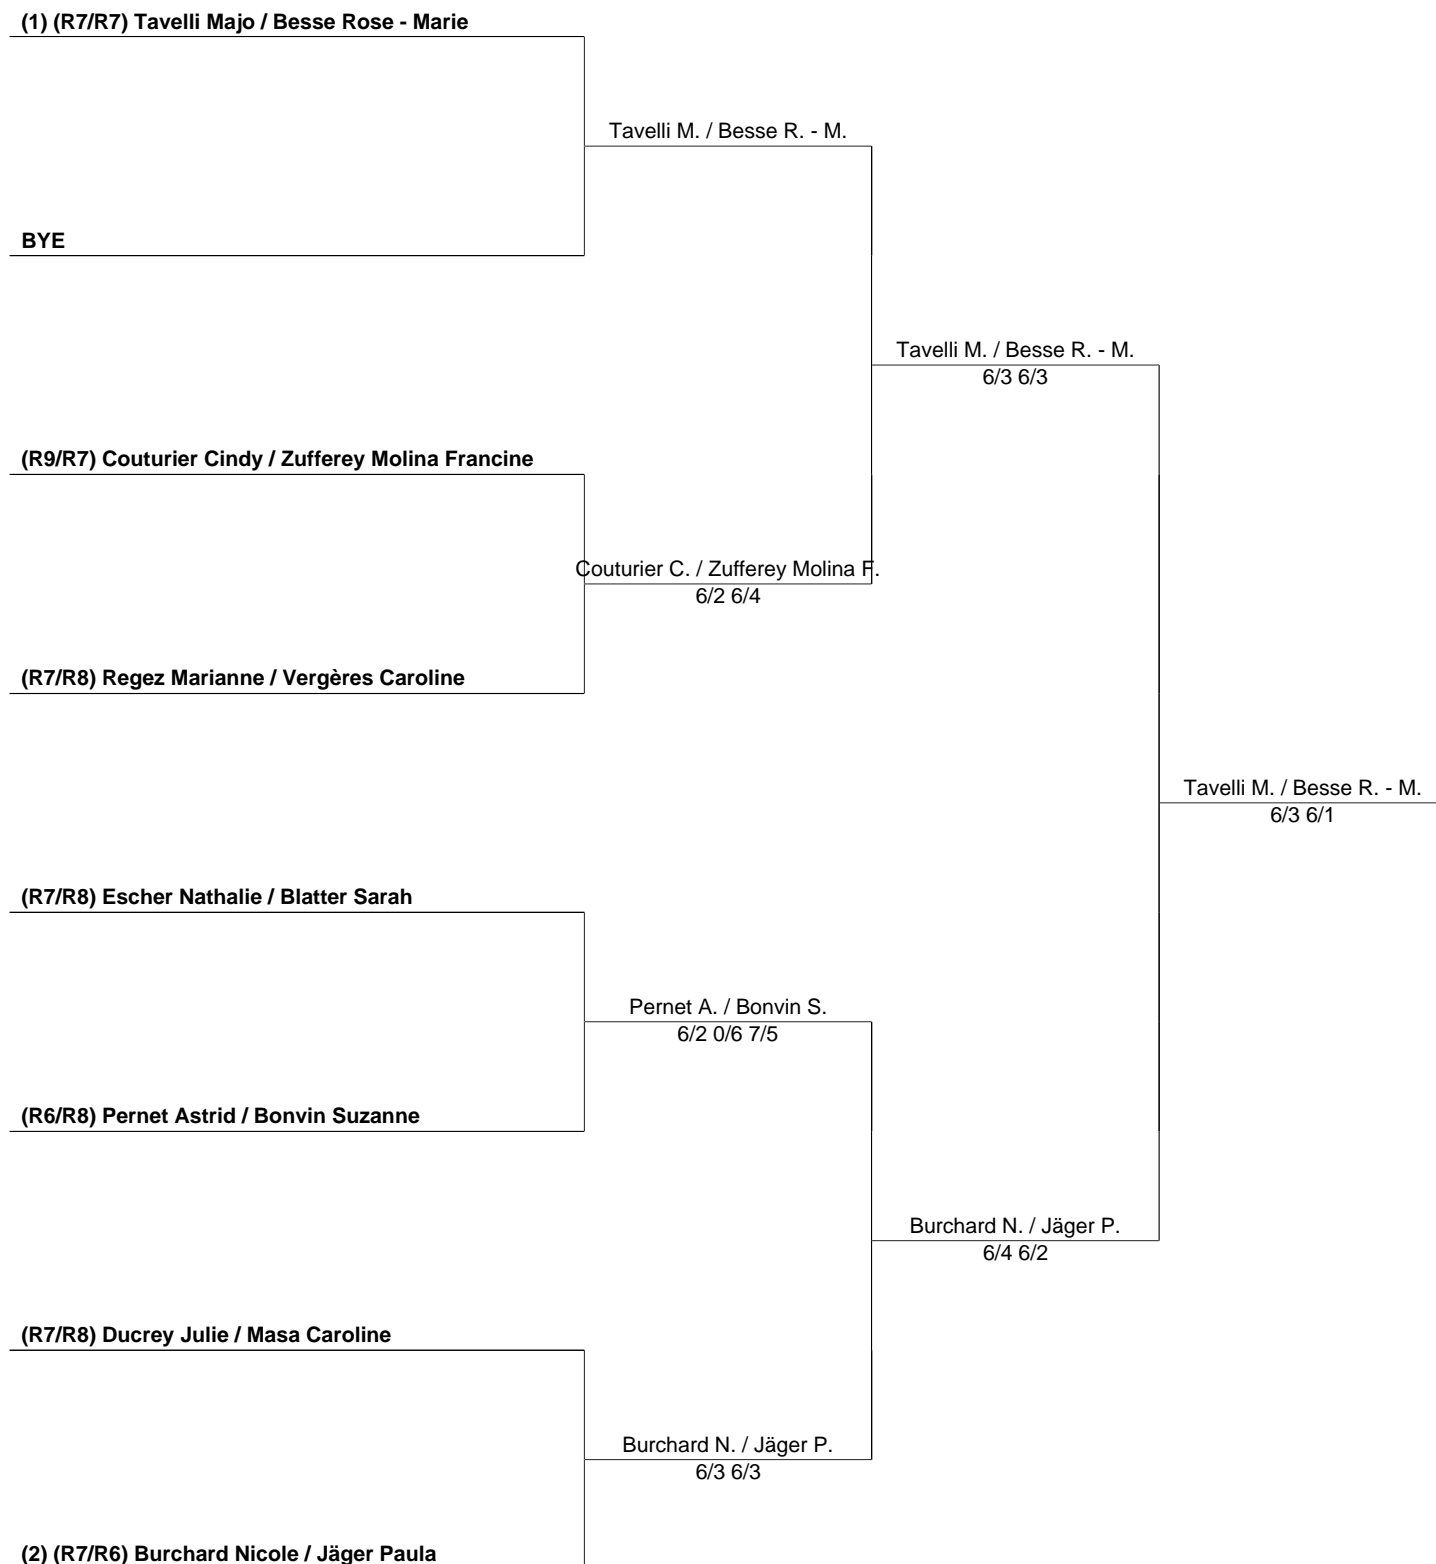 (1) (R7/R7) Tavelli Majo / Besse Rose - Marie
Tavelli M. / Besse R. - M.
BYE
Tavelli M. / Besse R. - M.
6/3 6/3
(R9/R7) Couturier Cindy / Zufferey Molina Francine
Couturier C. / Zufferey Molina F.
6/2 6/4
(R7/R8) Regez Marianne / Vergères Caroline
Tavelli M. / Besse R. - M.
6/3 6/1
(R7/R8) Escher Nathalie / Blatter Sarah
Pernet A. / Bonvin S.
6/2 0/6 7/5
(R6/R8) Pernet Astrid / Bonvin Suzanne
Burchard N. / Jäger P.
6/4 6/2
(R7/R8) Ducrey Julie / Masa Caroline
Burchard N. / Jäger P.
6/3 6/3
(2) (R7/R6) Burchard Nicole / Jäger Paula